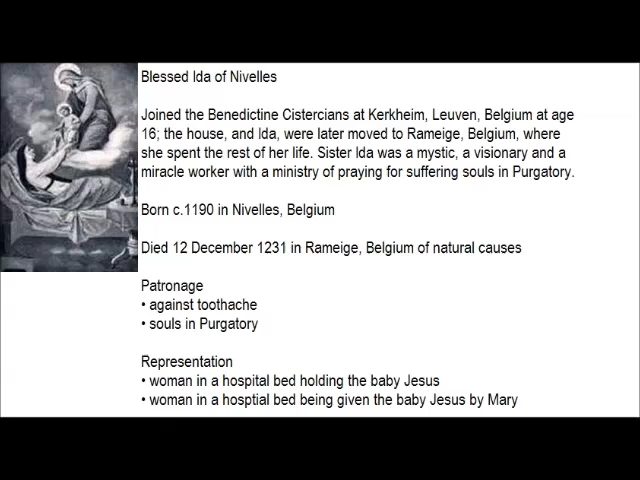 Blessed Ida of Nivelles
Joined the Benedictine Cistercians at Kerkheim, Leuven, Belgium at age
16; the house, and Ida, were later moved to Rameige, Belgium, where
she spent the rest of her life. Sister Ida was a mystic, a visionary and a
miracle worker with a ministry of praying for suffering souls in Purgatory.
Born c.1190 in Nivelles, Belgium
Died 12 December 1231 in Rameige, Belgium of natural causes
Patronage
• against toothache
• souls in Purgatory
Representation
• woman in a hospital bed holding the baby Jesus
• woman in a hosptial bed being given the baby Jesus by Mary